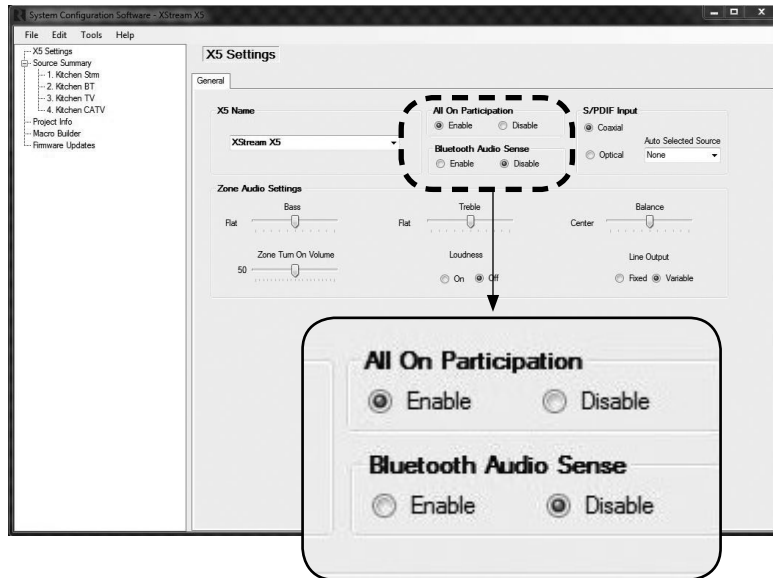 System Configuration Software - XStream X5
File Edit Tools Help
X5 Settings
Source Summary
1. Kitchen Strm
2. Kitchen BT
3. Kitchen TV
4. Kitchen CATV
Project Info
Macro Builder
Firmware Updates
X5 Settings
General
X5 Name
XStream X5
All On Participation
Enable Disable
Bluetooth Audio Sense
Enable Disable
S/PDIF Input
Coaxial
Optical
Auto Selected Source
None
Zone Audio Settings
Bass
Flat
Treble
Flat
Balance
Center
Zone Turn On Volume
50
Loudness
On Off
Line Output
Fixed Variable
All On Participation
Enable Disable
Bluetooth Audio Sense
Enable Disable